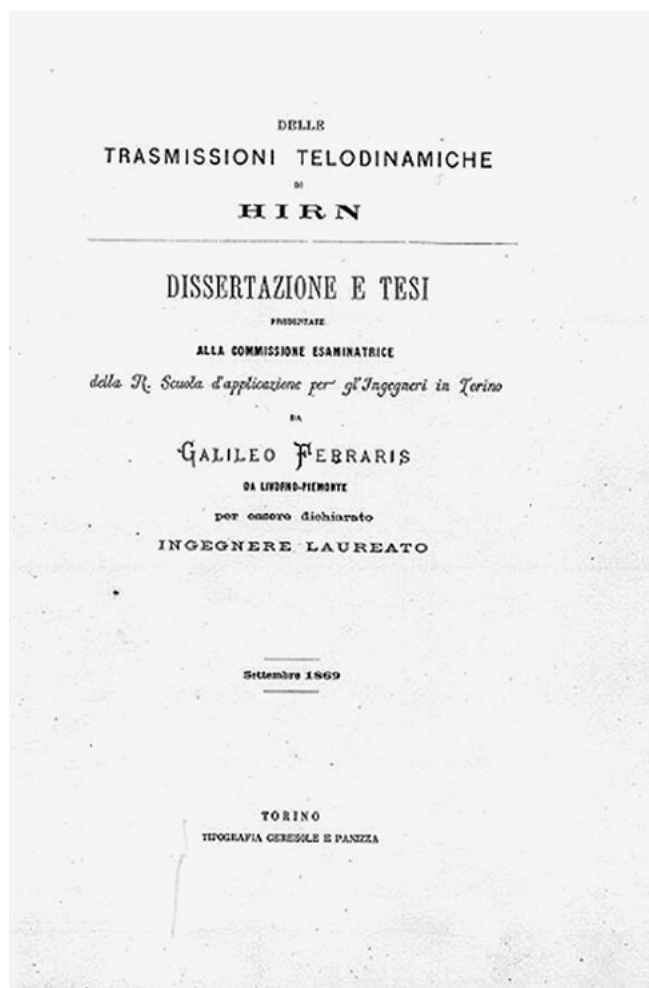 DELLE
TRASMISSIONI TELODINAMICHE
DI
HIRN
DISSERTAZIONE E TESI
PRESENTATE
ALLA COMMISSIONE ESAMINATRICE
della R. Scuola d'applicazione per gl'Ingegneri in Torino
DA
GALILEO FERRARIS
DA LIVORNO-PIEMONTE
per essere dichiarato
INGEGNERE LAUREATO
Settembre 1869
TORINO
TIPOGRAFIA CERESOLE E PANIZZA